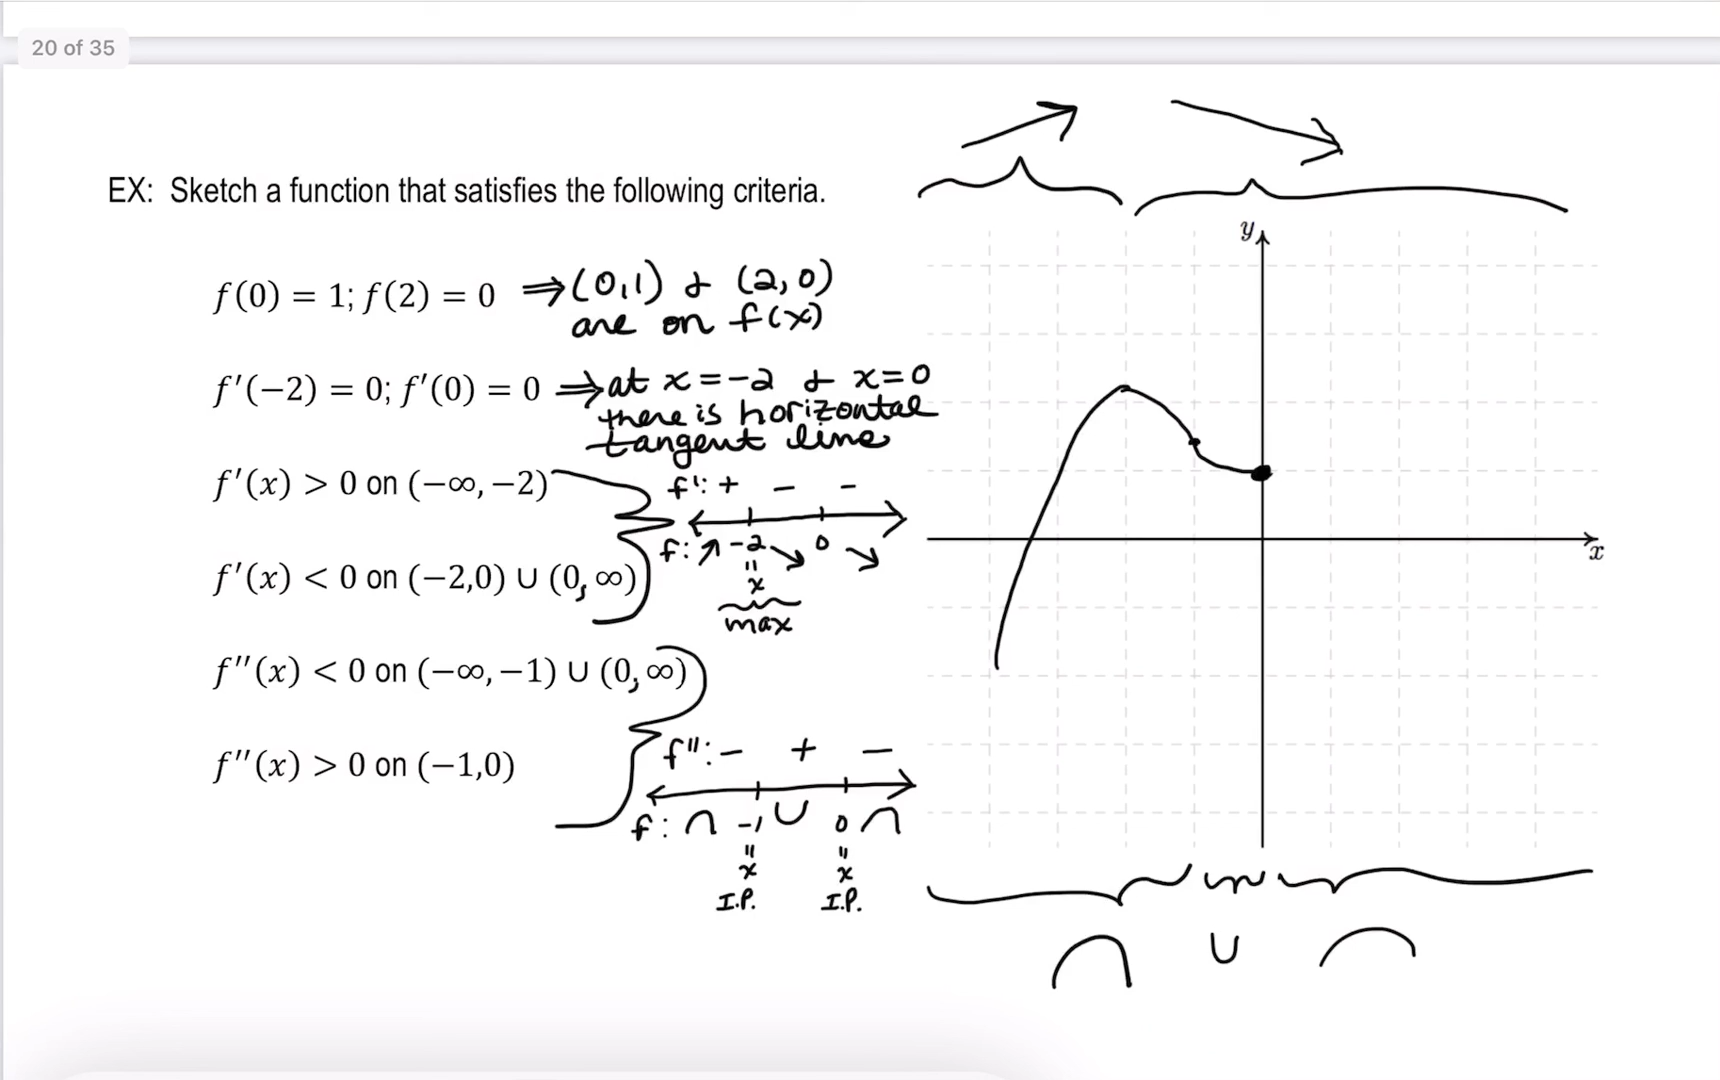 20 of 35
EX: Sketch a function that satisfies the following criteria.
f(0) = 1; f(2) = 0 ⇒ (0,1) & (2,0)
are on f(x)
f′(−2) = 0; f′(0) = 0 ⇒ at x = -2 & x = 0
there is horizontal
tangent line
f′(x) > 0 on (−∞, −2)
f': + − −
f: ↗ -2 ↘ 0 ↘
f′(x) < 0 on (−2,0) ∪ (0, ∞)
"
x
max
f″(x) < 0 on (−∞, −1) ∪ (0, ∞)
f": − + −
f″(x) > 0 on (−1,0)
f: ∩ -1 ∪ 0 ∩
" "
x x
I.P. I.P.
y
x
∩ ∪ ∩